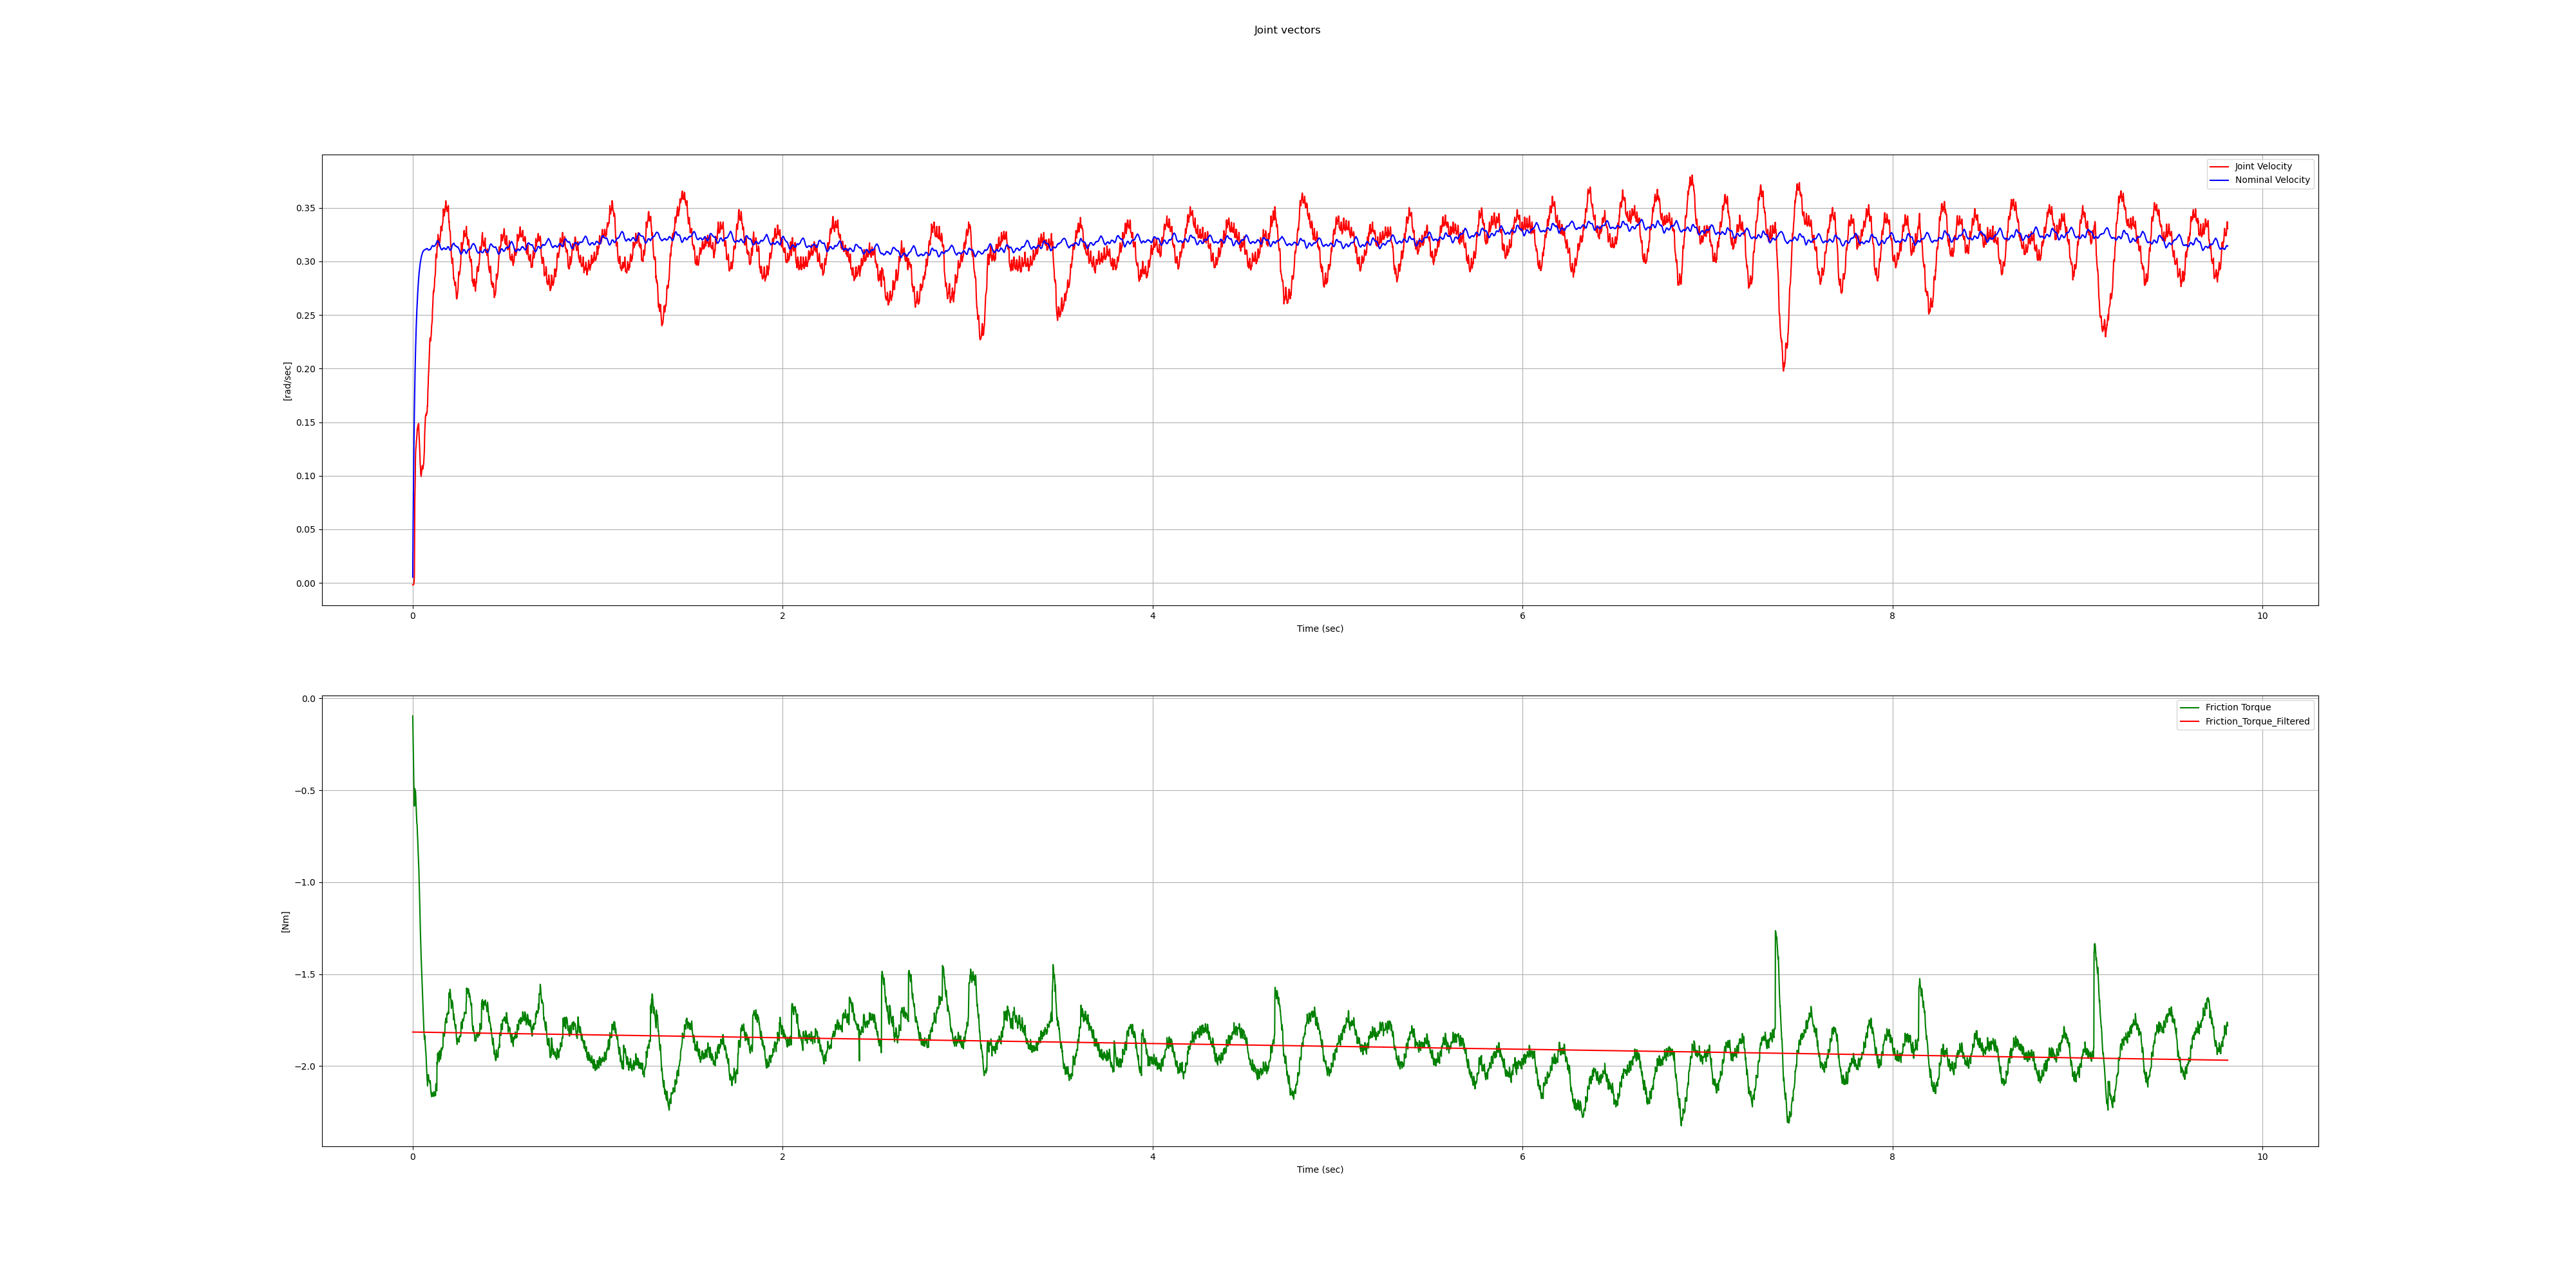 Joint vectors
Joint Velocity
Nominal Velocity
0.35
0.30
0.25
0.20
0.15
0.10
0.05
0.00
[rad/sec]
0 2 4 6 8 10
Time (sec)
Friction Torque
Friction_Torque_Filtered
0.0
−0.5
−1.0
−1.5
−2.0
[Nm]
0 2 4 6 8 10
Time (sec)